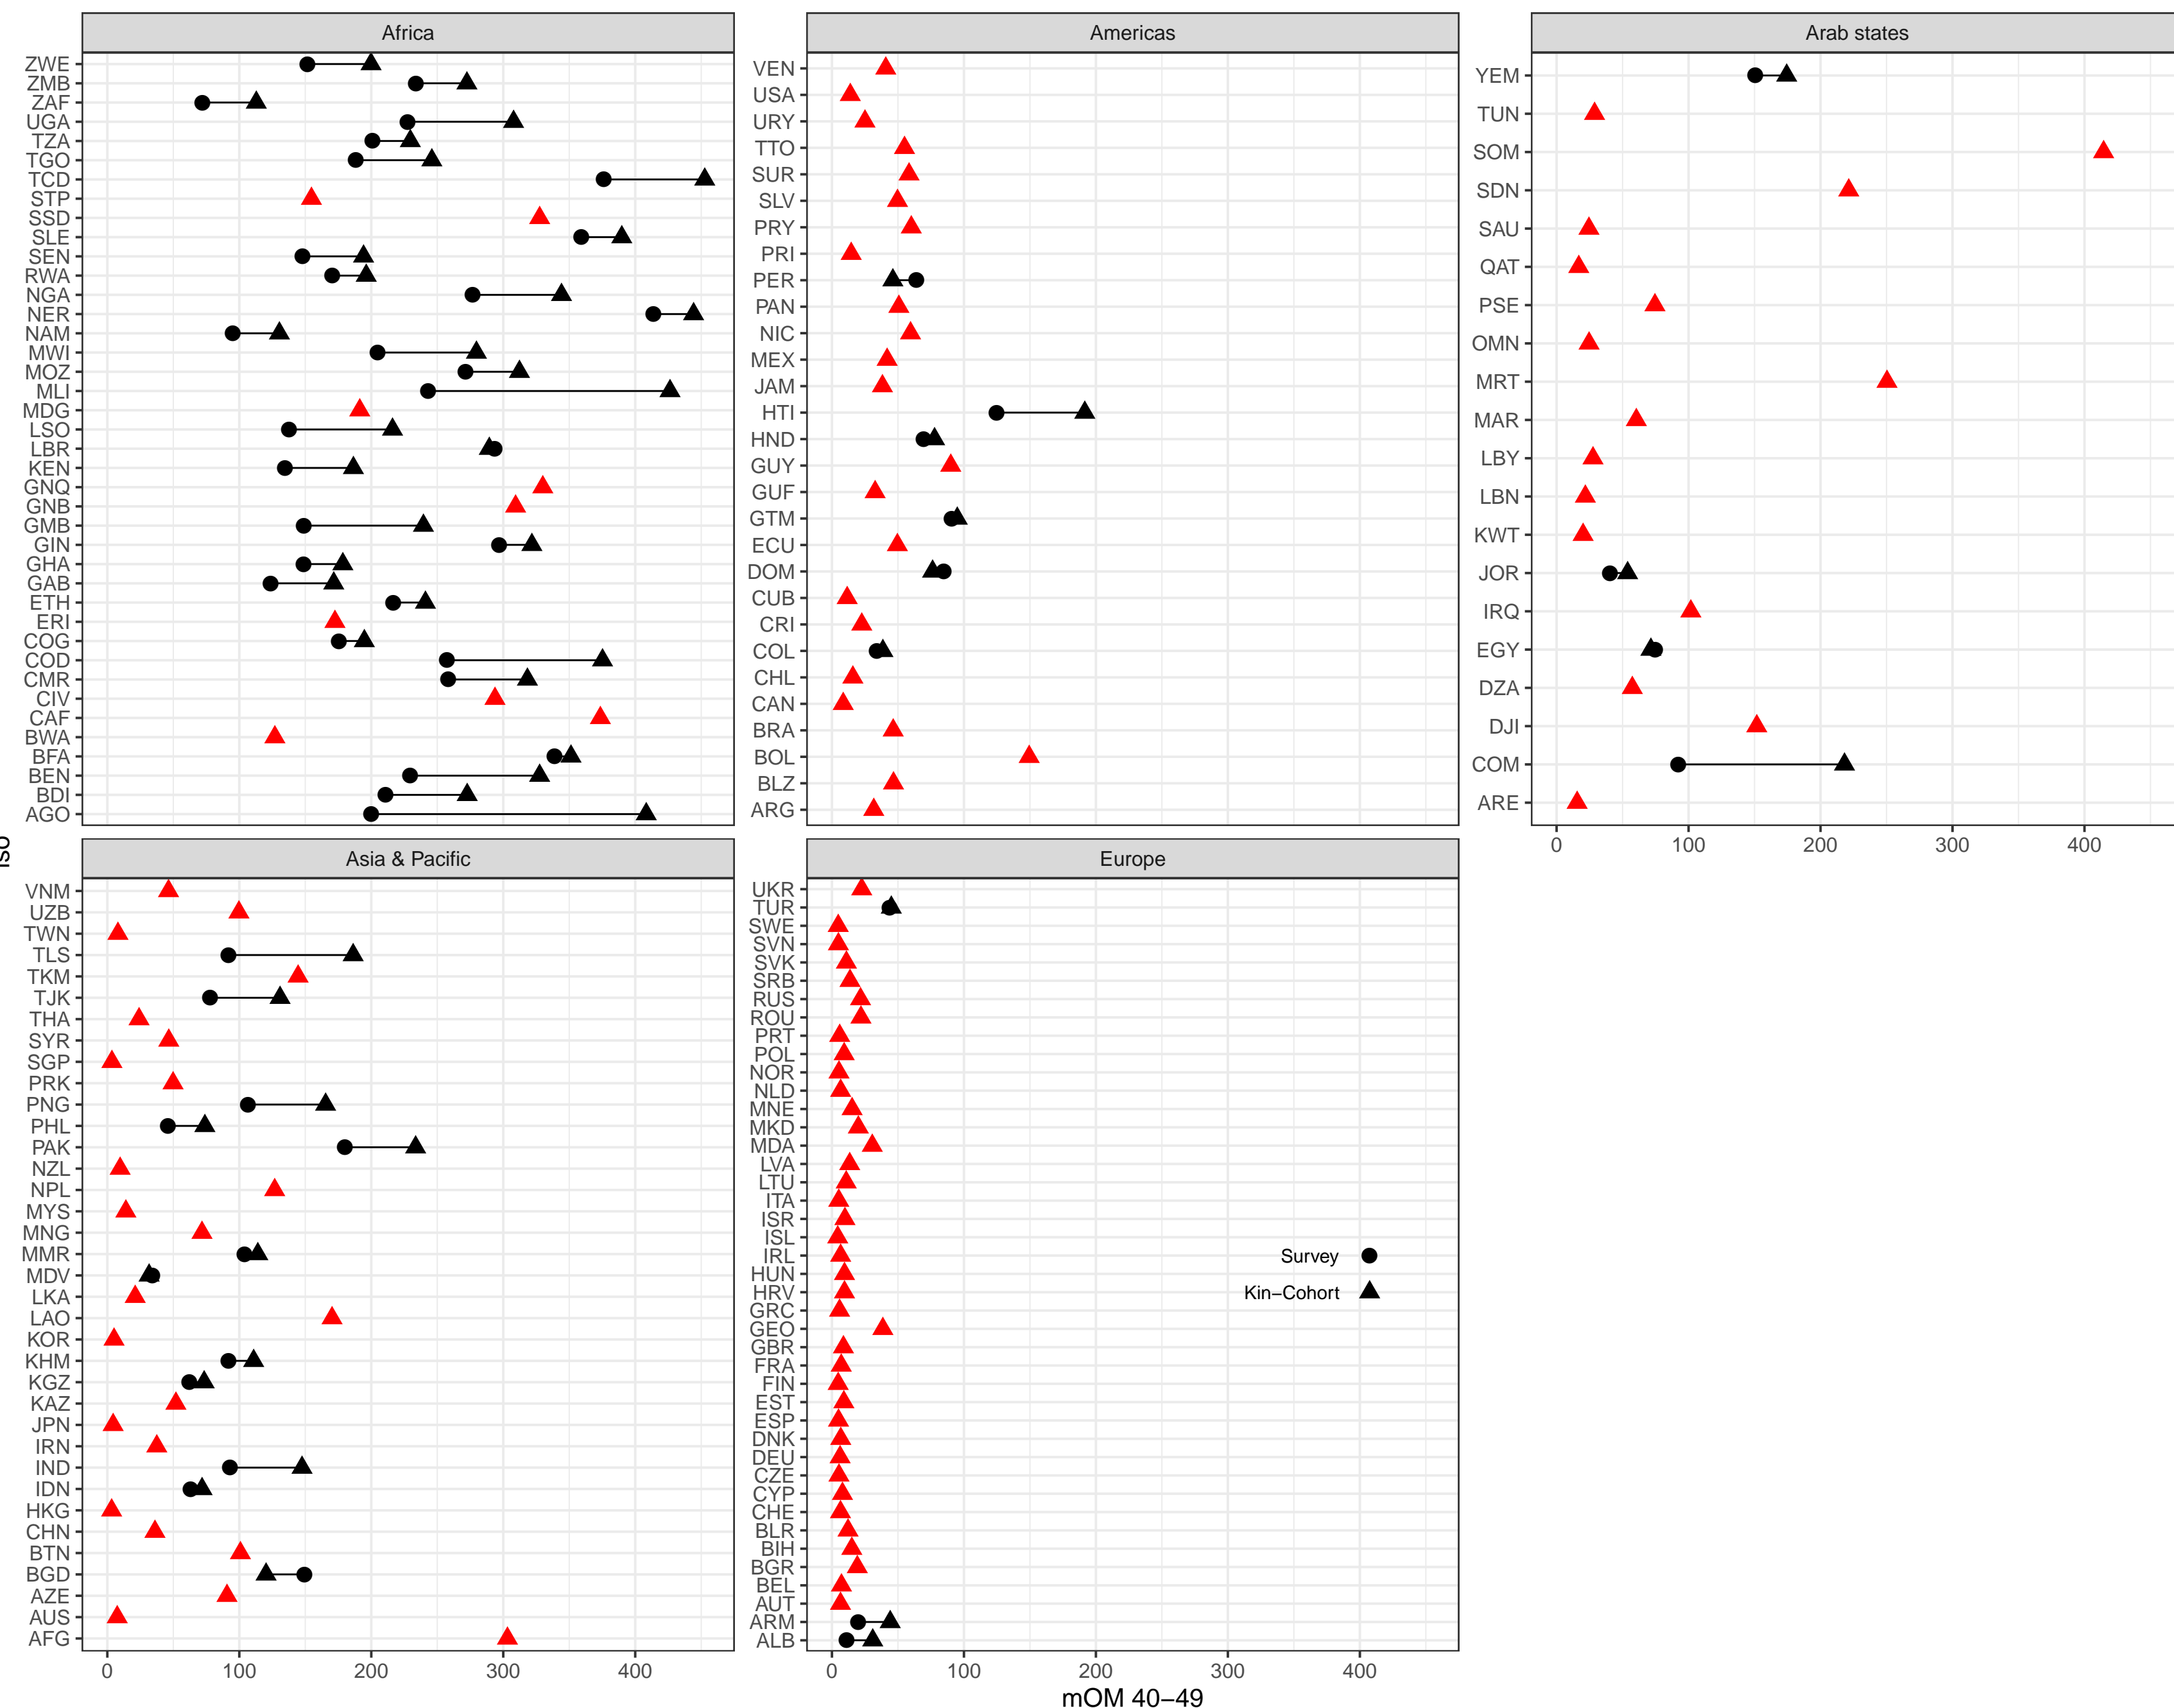 Africa
ZWE
ZMB
ZAF
UGA
TZA
TGO
TCD
STP
SSD
SLE
SEN
RWA
NGA
NER
NAM
MWI
MOZ
MLI
MDG
LSO
LBR
KEN
GNQ
GNB
GMB
GIN
GHA
GAB
ETH
ERI
COG
COD
CMR
CIV
CAF
BWA
BFA
BEN
BDI
AGO
Americas
VEN
USA
URY
TTO
SUR
SLV
PRY
PRI
PER
PAN
NIC
MEX
JAM
HTI
HND
GUY
GUF
GTM
ECU
DOM
CUB
CRI
COL
CHL
CAN
BRA
BOL
BLZ
ARG
Arab states
YEM
TUN
SOM
SDN
SAU
QAT
PSE
OMN
MRT
MAR
LBY
LBN
KWT
JOR
IRQ
EGY
DZA
DJI
COM
ARE
0 100 200 300 400
iso
Asia & Pacific
VNM
UZB
TWN
TLS
TKM
TJK
THA
SYR
SGP
PRK
PNG
PHL
PAK
NZL
NPL
MYS
MNG
MMR
MDV
LKA
LAO
KOR
KHM
KGZ
KAZ
JPN
IRN
IND
IDN
HKG
CHN
BTN
BGD
AZE
AUS
AFG
0 100 200 300 400
Europe
UKR
TUR
SWE
SVN
SVK
SRB
RUS
ROU
PRT
POL
NOR
NLD
MNE
MKD
MDA
LVA
LTU
ITA
ISR
ISL
IRL
HUN
HRV
GRC
GEO
GBR
FRA
FIN
EST
ESP
DNK
DEU
CZE
CYP
CHE
BLR
BIH
BGR
BEL
AUT
ARM
ALB
Survey
Kin−Cohort
0 100 200 300 400
mOM 40−49